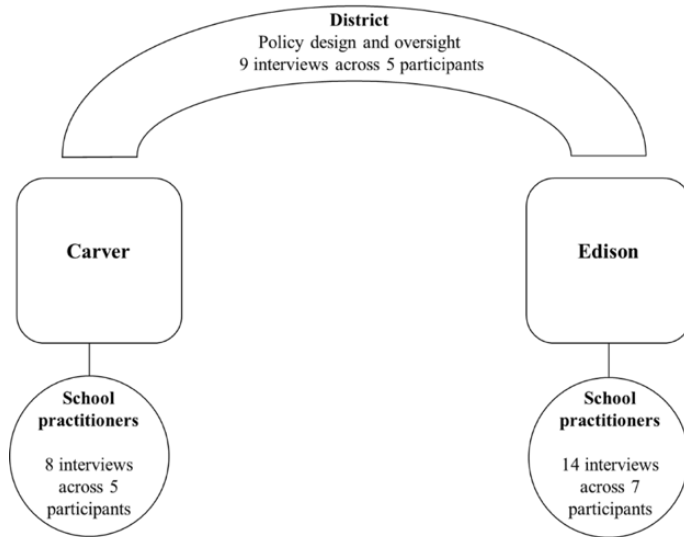 District
Policy design and oversight
9 interviews across 5 participants
Carver
Edison
School
practitioners
8 interviews
across 5
participants
School
practitioners
14 interviews
across 7
participants